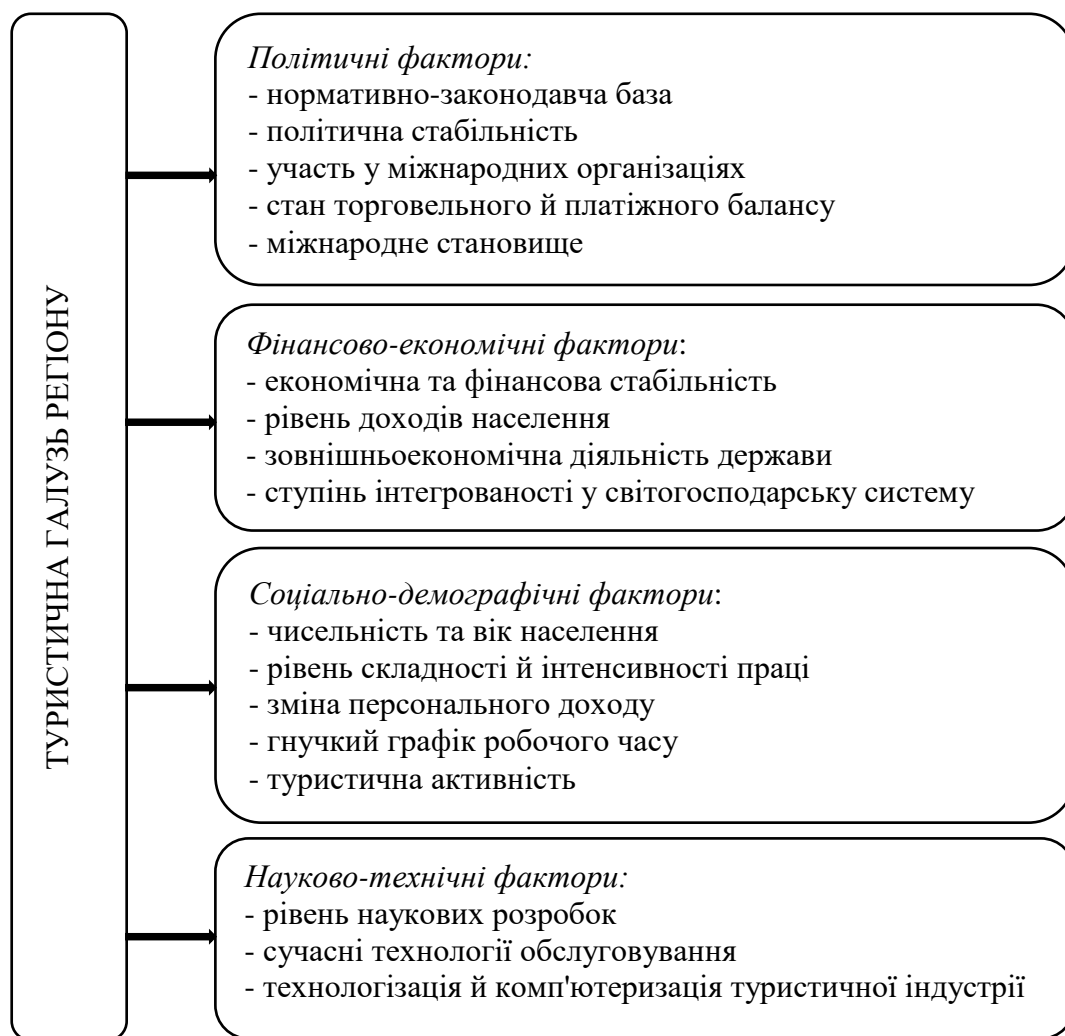 ТУРИСТИЧНА ГАЛУЗЬ РЕГІОНУ
Політичні фактори:
- нормативно-законодавча база
- політична стабільність
- участь у міжнародних організаціях
- стан торговельного й платіжного балансу
- міжнародне становище
Фінансово-економічні фактори:
- економічна та фінансова стабільність
- рівень доходів населення
- зовнішньоекономічна діяльність держави
- ступінь інтегрованості у світогосподарську систему
Соціально-демографічні фактори:
- чисельність та вік населення
- рівень складності й інтенсивності праці
- зміна персонального доходу
- гнучкий графік робочого часу
- туристична активність
Науково-технічні фактори:
- рівень наукових розробок
- сучасні технології обслуговування
- технологізація й комп'ютеризація туристичної індустрії